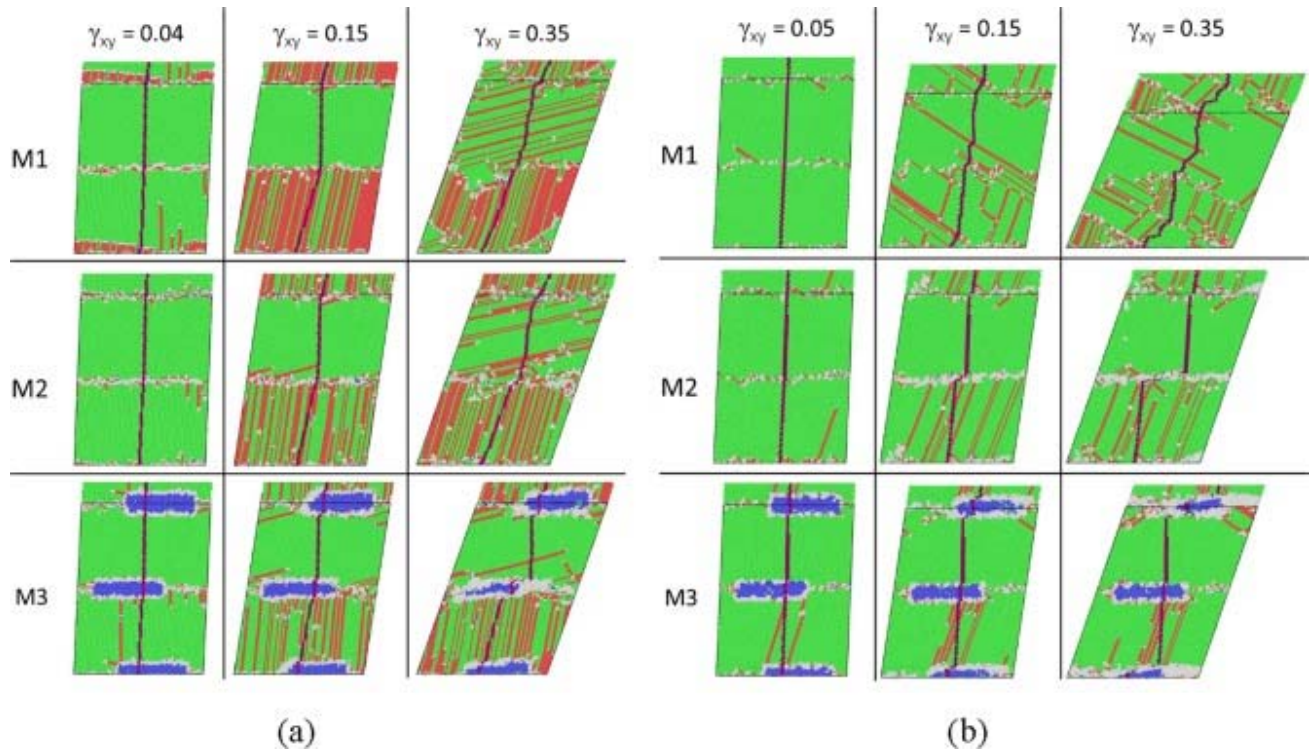 γxy = 0.04 γxy = 0.15 γxy = 0.35
M1
M2
M3
(a)
γxy = 0.05 γxy = 0.15 γxy = 0.35
M1
M2
M3
(b)